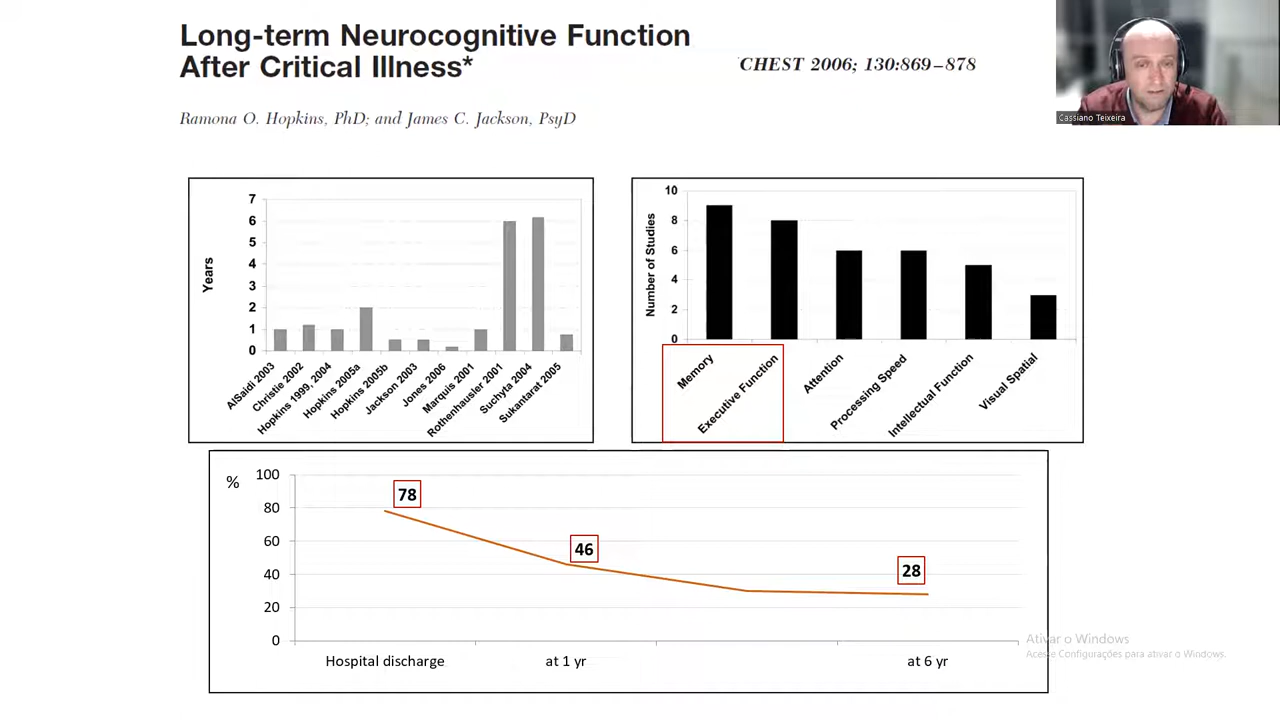 Long-term Neurocognitive Function
After Critical Illness*
CHEST 2006; 130:869–878
Ramona O. Hopkins, PhD; and James C. Jackson, PsyD
Cassiano Teixeira
Years
7
6
5
4
3
2
1
0
AlSaidi 2003
Christie 2002
Hopkins 1999, 2004
Hopkins 2005a
Hopkins 2005b
Jackson 2003
Jones 2006
Marquis 2001
Rothenhausler 2001
Suchyta 2004
Sukantarat 2005
Number of Studies
10
8
6
4
2
0
Memory
Executive Function
Attention
Processing Speed
Intellectual Function
Visual Spatial
%
100
80
60
40
20
0
78
46
28
Hospital discharge
at 1 yr
at 6 yr
Ativar o Windows
Acesse Configurações para ativar o Windows.